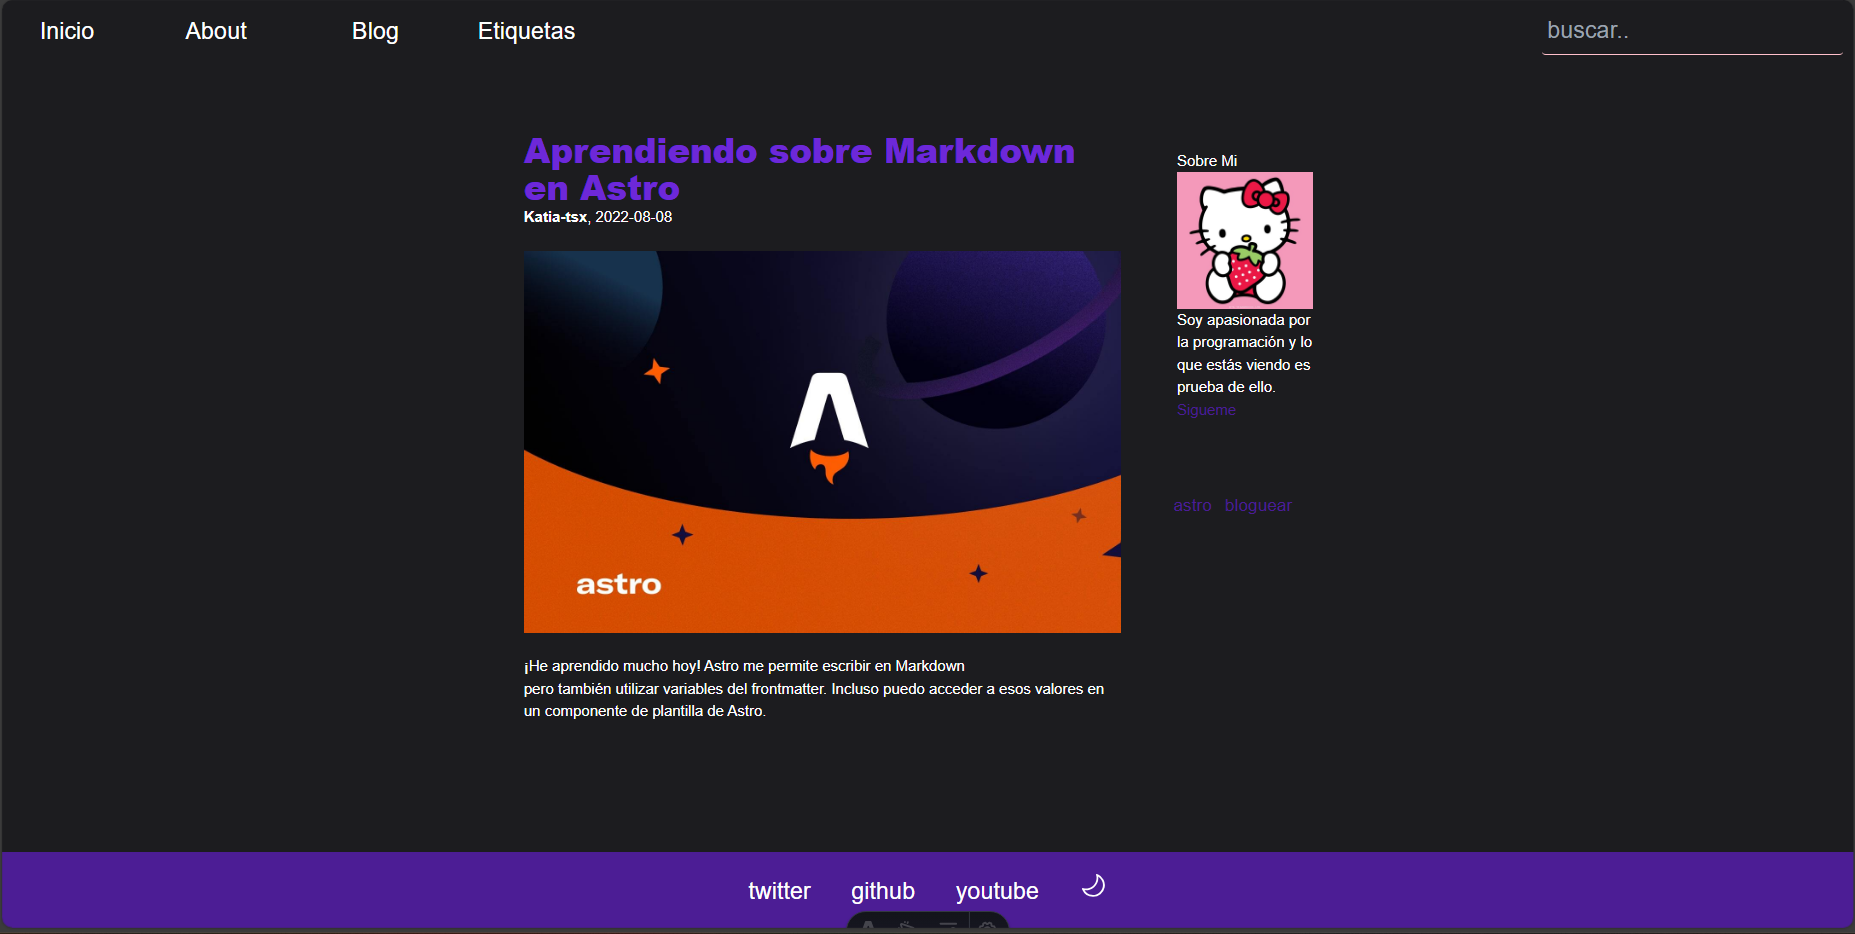 Inicio About Blog Etiquetas buscar..
Aprendiendo sobre Markdown
en Astro
Katia-tsx, 2022-08-08
astro
¡He aprendido mucho hoy! Astro me permite escribir en Markdown
pero también utilizar variables del frontmatter. Incluso puedo acceder a esos valores en
un componente de plantilla de Astro.
Sobre Mi
Soy apasionada por
la programación y lo
que estás viendo es
prueba de ello.
Sigueme
astro bloguear
twitter github youtube